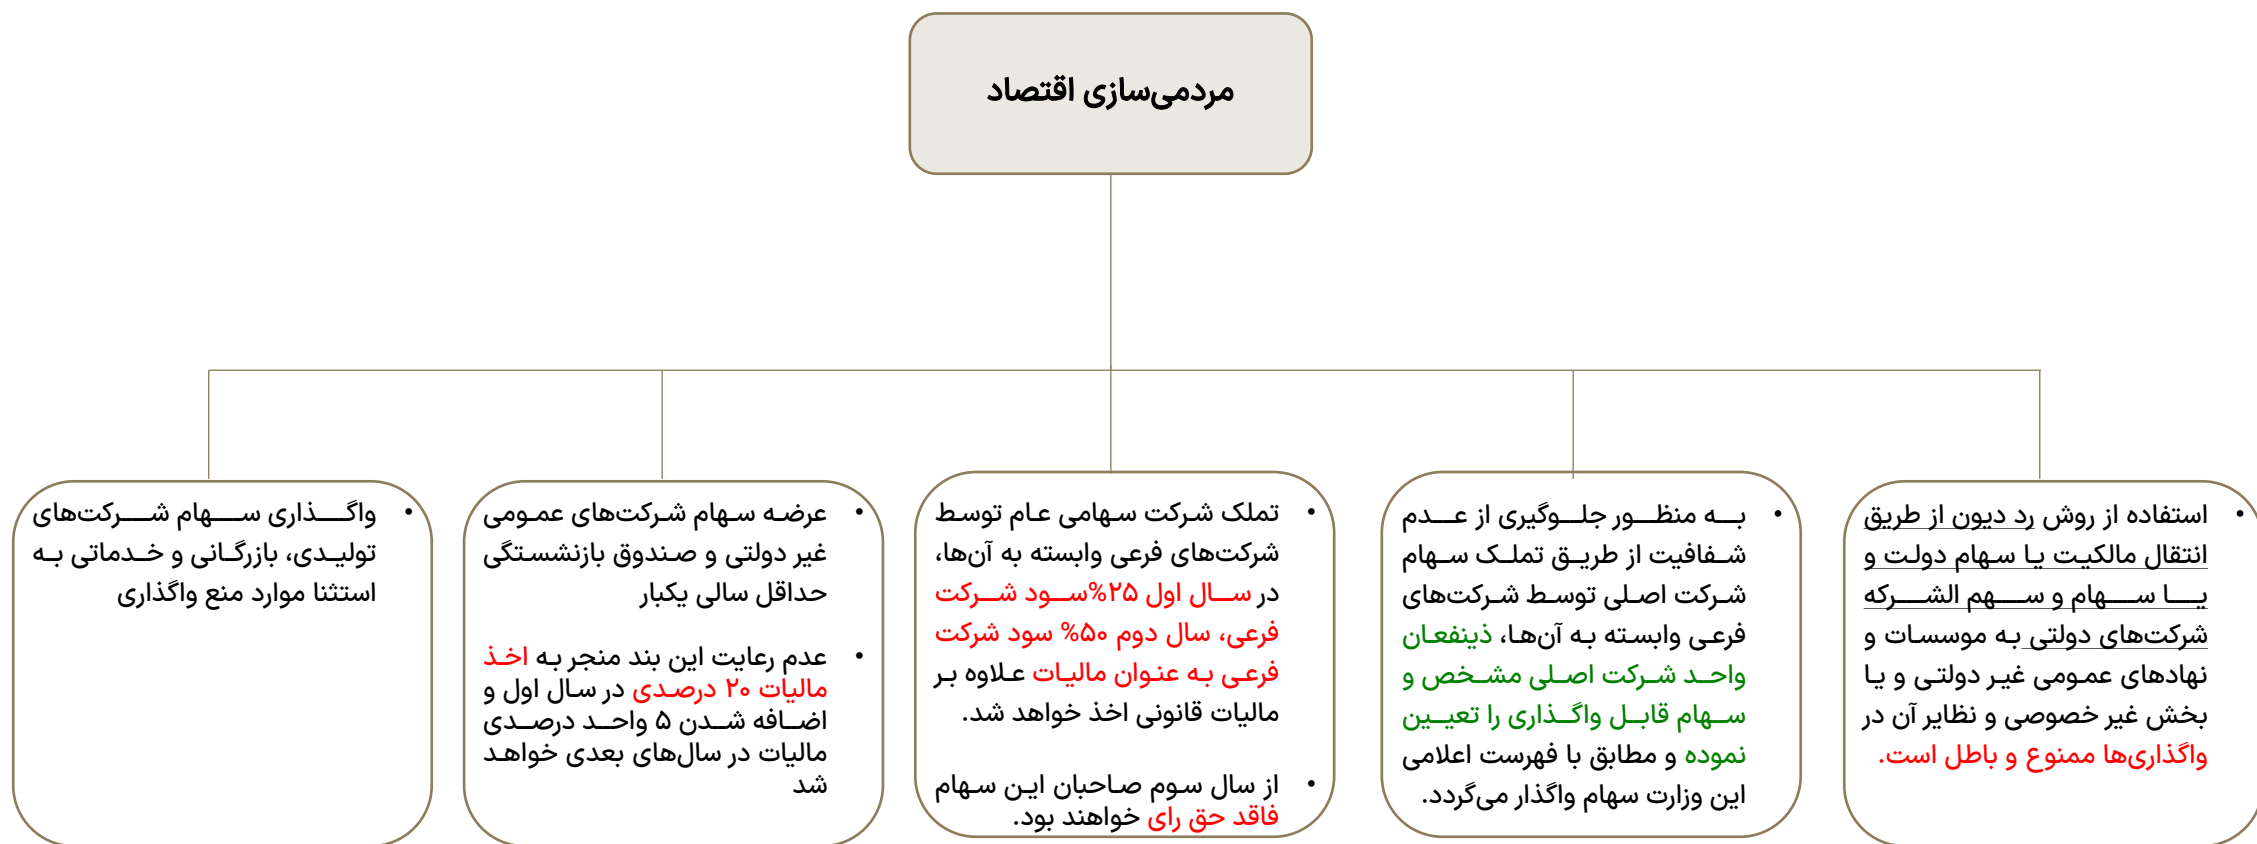 مردمی‌سازی اقتصاد
• استفاده از روش رد دیون از طریق
انتقال مالکیت یا سهام دولت و
یا سهام و سهم الشرکه
شرکت‌های دولتی به موسسات و
نهادهای عمومی غیر دولتی و یا
بخش غیر خصوصی و نظایر آن در
واگذاری‌ها ممنوع و باطل است.
• به منظور جلوگیری از عدم
شفافیت از طریق تملک سهام
شرکت اصلی توسط شرکت‌های
فرعی وابسته به آن‌ها، ذینفعان
واحد شرکت اصلی مشخص و
سهام قابل واگذاری را تعیین
نموده و مطابق با فهرست اعلامی
این وزارت سهام واگذار می‌گردد.
• تملک شرکت سهامی عام توسط
شرکت‌های فرعی وابسته به آن‌ها،
در سال اول ۲۵%سود شرکت
فرعی، سال دوم ۵۰% سود شرکت
فرعی به عنوان مالیات علاوه بر
مالیات قانونی اخذ خواهد شد.
• از سال سوم صاحبان این سهام
فاقد حق رای خواهند بود.
• عرضه سهام شرکت‌های عمومی
غیر دولتی و صندوق بازنشستگی
حداقل سالی یکبار
• عدم رعایت این بند منجر به اخذ
مالیات ۲۰ درصدی در سال اول و
اضافه شدن ۵ واحد درصدی
مالیات در سال‌های بعدی خواهد
شد
• واگذاری سهام شرکت‌های
تولیدی، بازرگانی و خدماتی به
استثنا موارد منع واگذاری